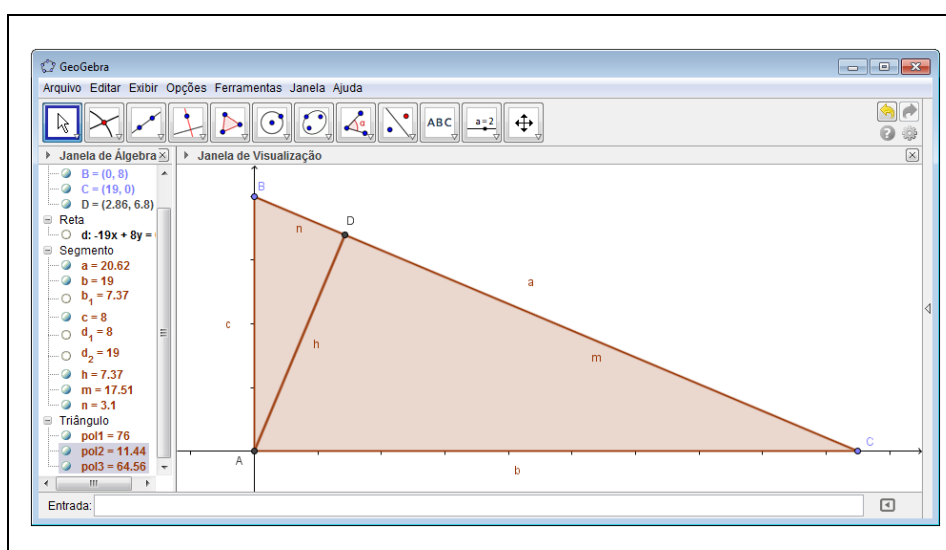 GeoGebra
Arquivo Editar Exibir Opções Ferramentas Janela Ajuda
ABC
a=2
Janela de Álgebra
Janela de Visualização
B = (0, 8)
C = (19, 0)
D = (2.86, 6.8)
Reta
d: -19x + 8y =
Segmento
a = 20.62
b = 19
b1 = 7.37
c = 8
d1 = 8
d2 = 19
h = 7.37
m = 17.51
n = 3.1
Triângulo
pol1 = 76
pol2 = 11.44
pol3 = 64.56
B
D
n
a
c
h
m
A
C
b
Entrada: